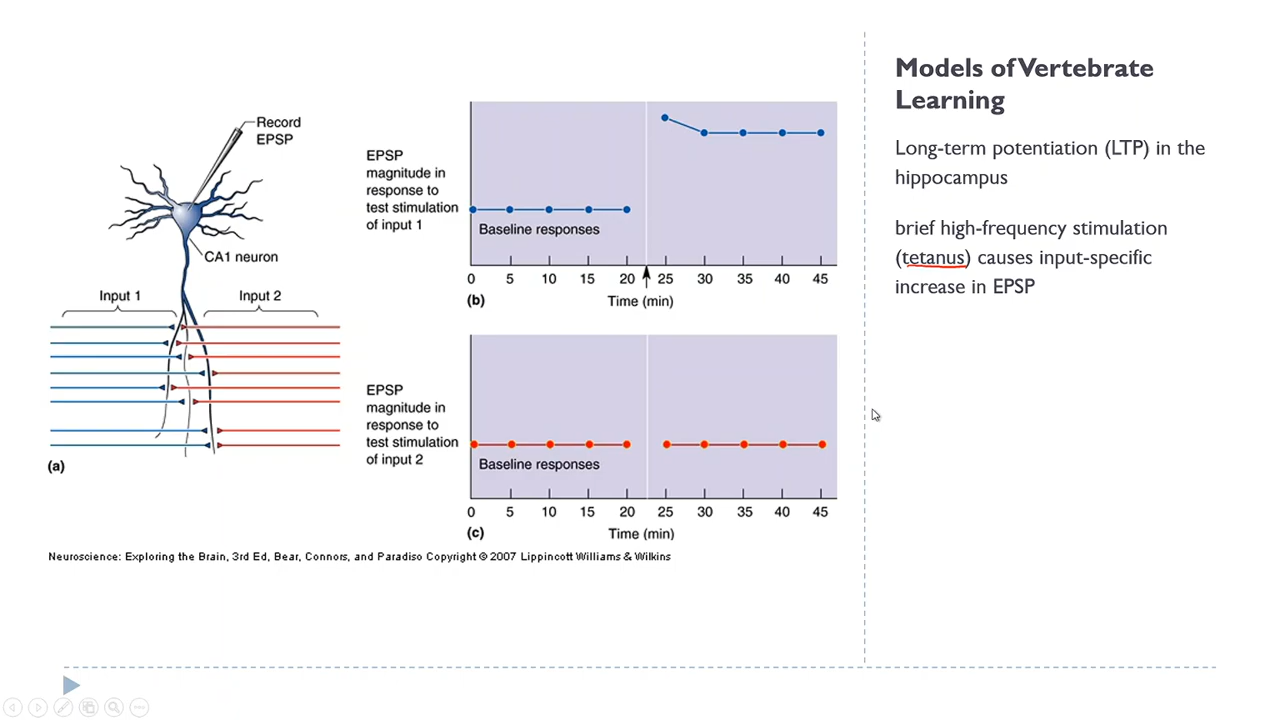 Models of Vertebrate
Learning
Long-term potentiation (LTP) in the
hippocampus
brief high-frequency stimulation
(tetanus) causes input-specific
increase in EPSP
Record
EPSP
CA1 neuron
Input 1
Input 2
(a)
EPSP
magnitude in
response to
test stimulation
of input 1
Baseline responses
0 5 10 15 20 25 30 35 40 45
(b)
Time (min)
EPSP
magnitude in
response to
test stimulation
of input 2
Baseline responses
0 5 10 15 20 25 30 35 40 45
(c)
Time (min)
Neuroscience: Exploring the Brain, 3rd Ed, Bear, Connors, and Paradiso Copyright © 2007 Lippincott Williams & Wilkins